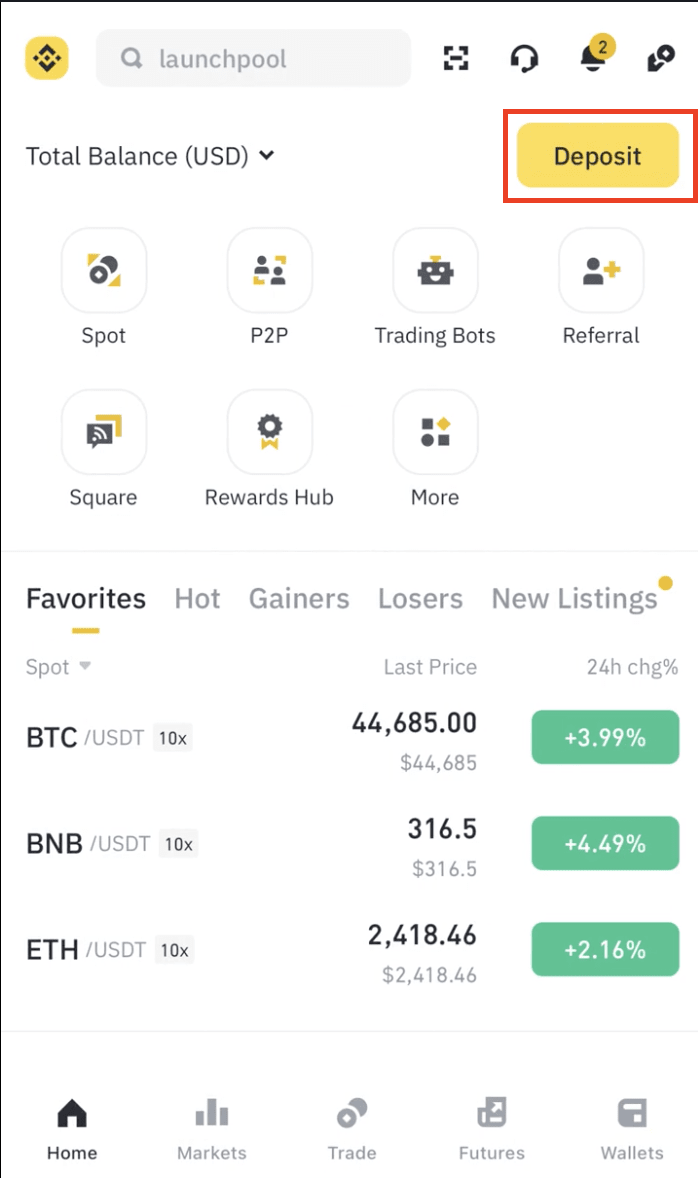 launchpool
2
Total Balance (USD)
Deposit
Spot P2P Trading Bots Referral
Square Rewards Hub More
Favorites Hot Gainers Losers New Listings
Spot Last Price 24h chg%
BTC /USDT 10x 44,685.00 +3.99%
$44,685
BNB /USDT 10x 316.5 +4.49%
$316.5
ETH /USDT 10x 2,418.46 +2.16%
$2,418.46
Home Markets Trade Futures Wallets